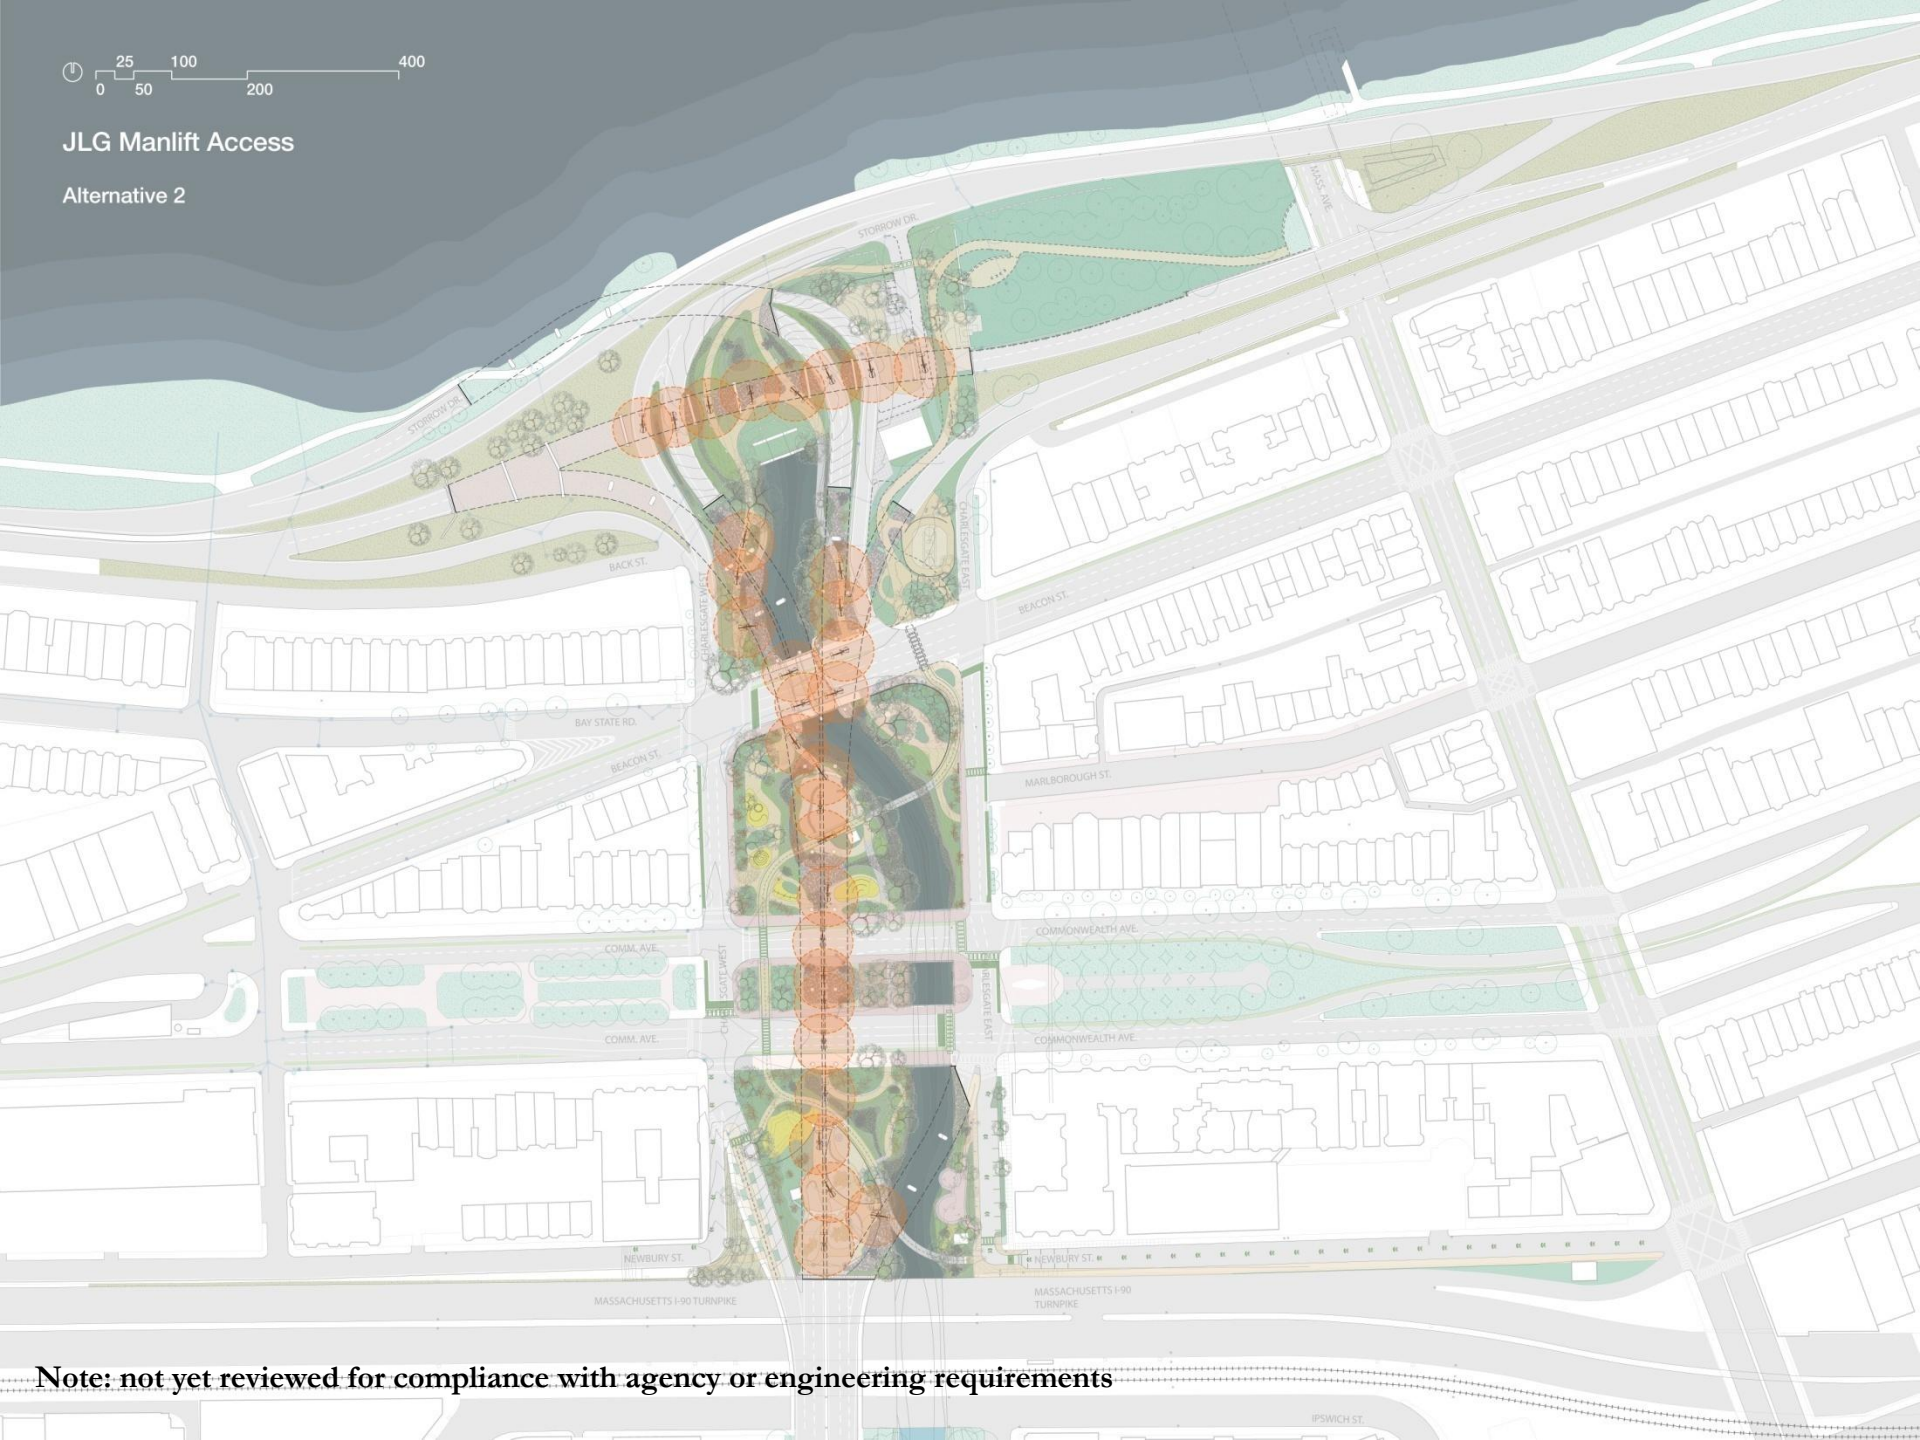 25 100 400
0 50 200
JLG Manlift Access
Alternative 2
MASS. AVE.
STORROW DR.
STORROW DR.
CHARLESGATE EAST
BACK ST.
CHARLESGATE WEST
BEACON ST.
BAY STATE RD.
BEACON ST.
MARLBOROUGH ST.
COMMONWEALTH AVE.
COMM. AVE.
COMM. AVE.
COMMONWEALTH AVE.
NEWBURY ST.
NEWBURY ST.
MASSACHUSETTS I-90 TURNPIKE
MASSACHUSETTS I-90
TURNPIKE
Note: not yet reviewed for compliance with agency or engineering requirements
IPSWICH ST.